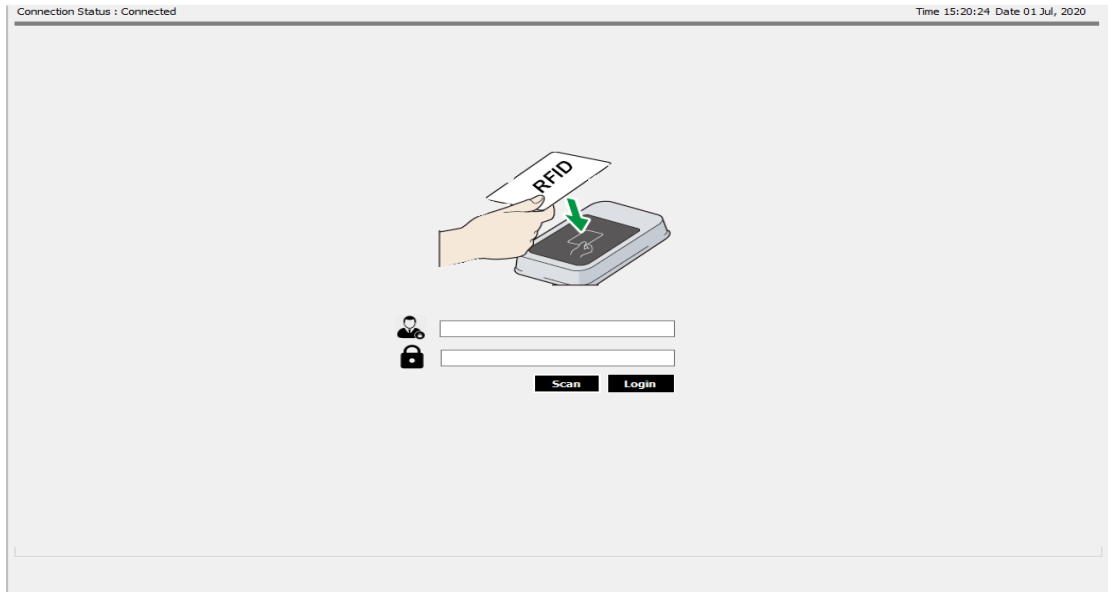 Connection Status : Connected
Time 15:20:24 Date 01 Jul, 2020
RFID
Scan
Login